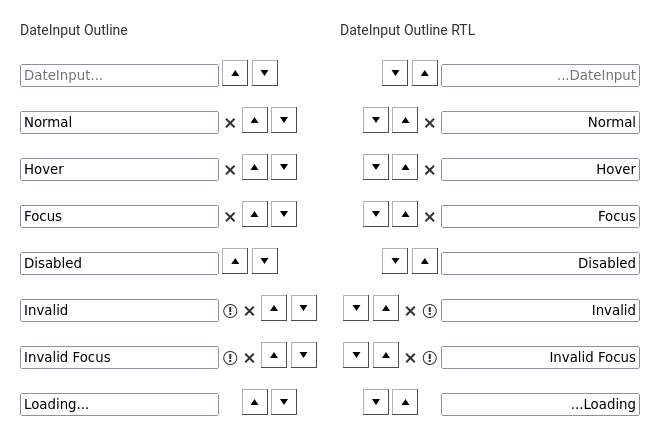 DateInput Outline
DateInput Outline RTL
DateInput...
...DateInput
Normal
Normal
Hover
Hover
Focus
Focus
Disabled
Disabled
Invalid
Invalid
Invalid Focus
Invalid Focus
Loading...
...Loading